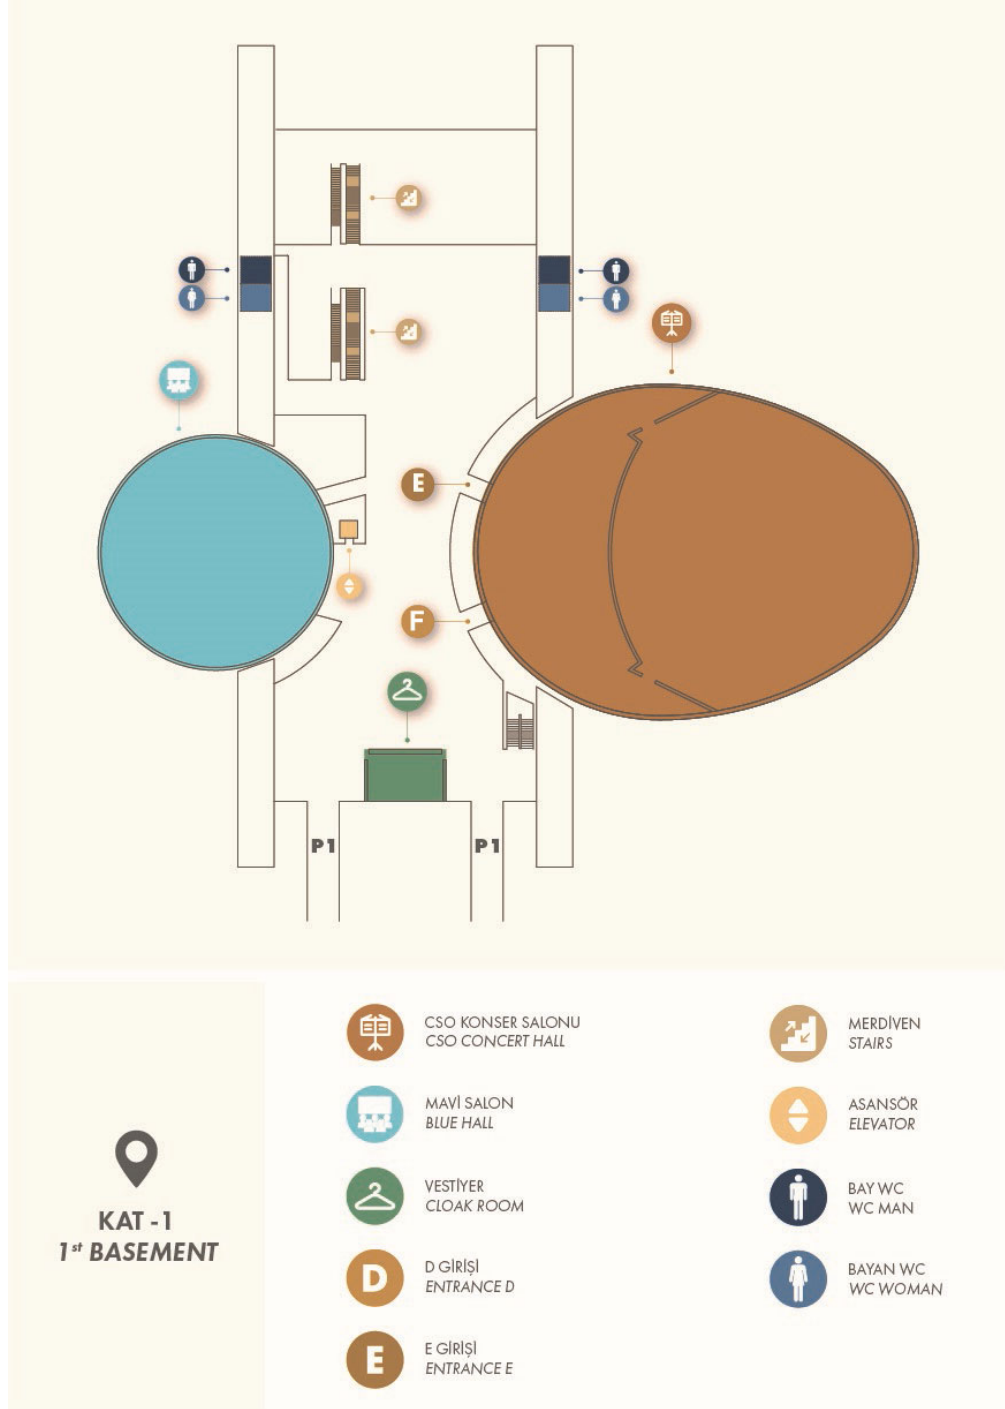 E
F
P1
P1
KAT -1
1st BASEMENT
CSO KONSER SALONU
CSO CONCERT HALL
MAVİ SALON
BLUE HALL
VESTİYER
CLOAK ROOM
D
D GİRİŞİ
ENTRANCE D
E
E GİRİŞİ
ENTRANCE E
MERDİVEN
STAIRS
ASANSÖR
ELEVATOR
BAY WC
WC MAN
BAYAN WC
WC WOMAN